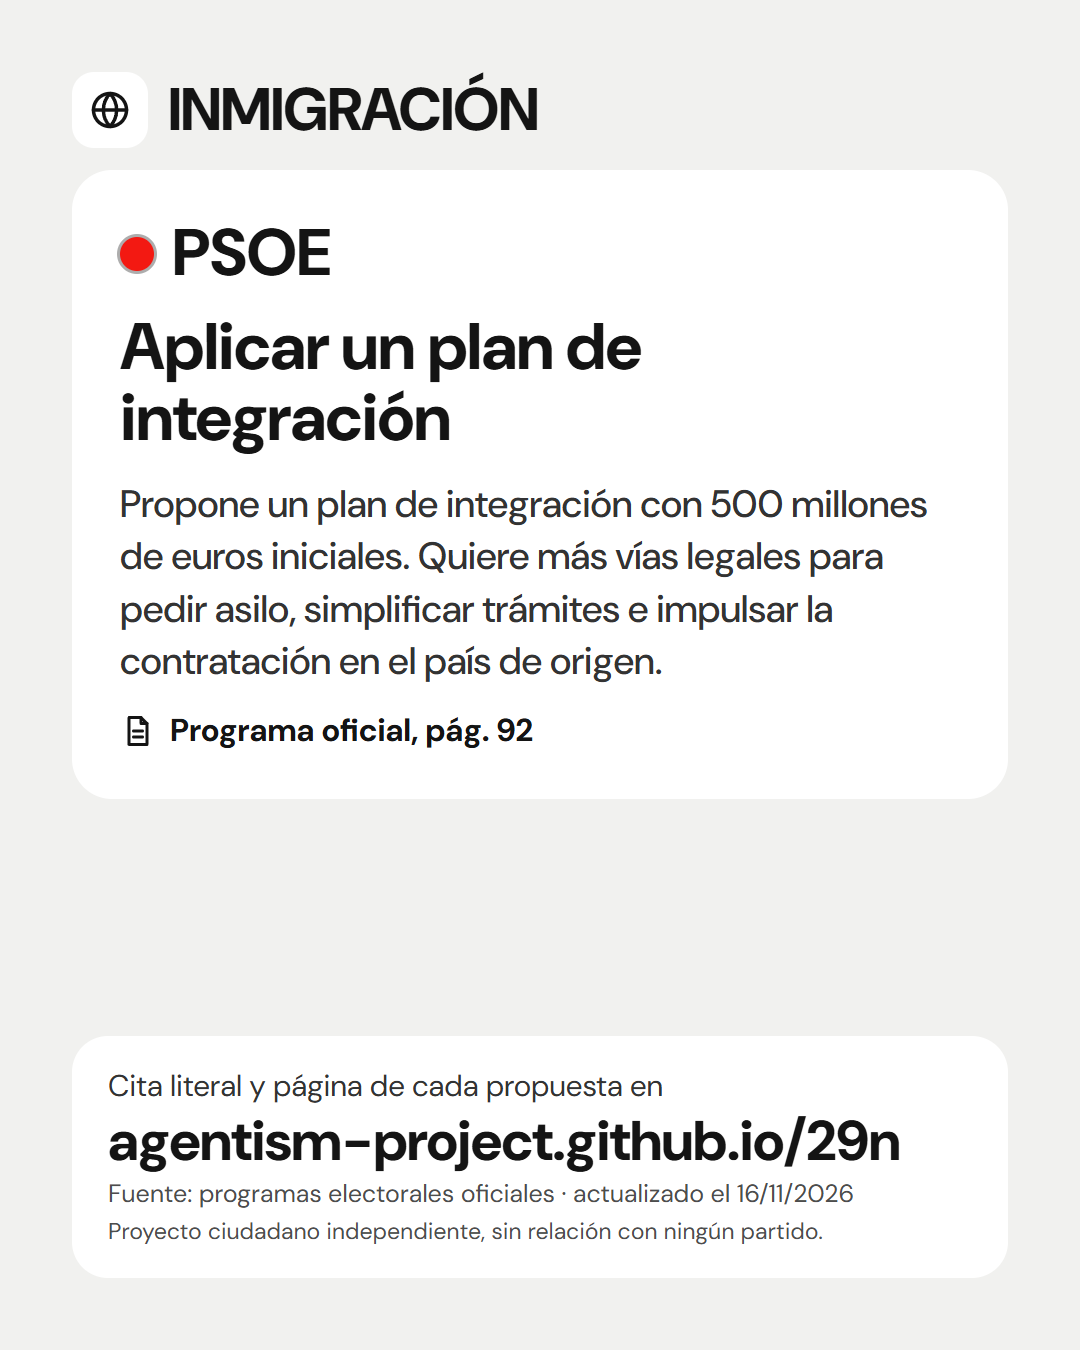 INMIGRACIÓN
PSOE
Aplicar un plan de
integración
Propone un plan de integración con 500 millones
de euros iniciales. Quiere más vías legales para
pedir asilo, simplificar trámites e impulsar la
contratación en el país de origen.
Programa oficial, pág. 92
Cita literal y página de cada propuesta en
agentism-project.github.io/29n
Fuente: programas electorales oficiales · actualizado el 16/11/2026
Proyecto ciudadano independiente, sin relación con ningún partido.